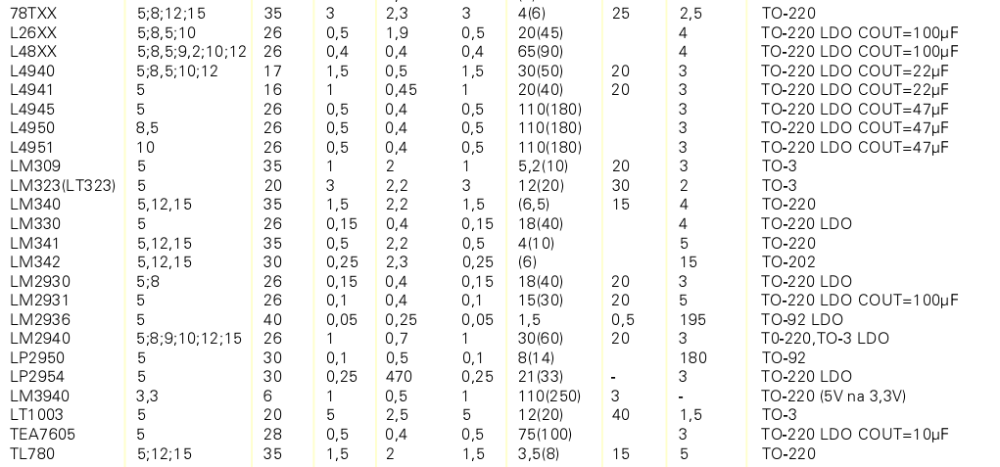 78TXX 5;8;12;15 35 3 2,3 3 4(6) 25 2,5 TO-220
L26XX 5;8,5;10 26 0,5 1,9 0,5 20(45) 4 TO-220 LDO COUT=100µF
L48XX 5;8,5;9,2;10;12 26 0,4 0,4 0,4 65(90) 4 TO-220 LDO COUT=100µF
L4940 5;8,5;10;12 17 1,5 0,5 1,5 30(50) 20 3 TO-220 LDO COUT=22µF
L4941 5 16 1 0,45 1 20(40) 20 3 TO-220 LDO COUT=22µF
L4945 5 26 0,5 0,4 0,5 110(180) 3 TO-220 LDO COUT=47µF
L4950 8,5 26 0,5 0,4 0,5 110(180) 3 TO-220 LDO COUT=47µF
L4951 10 26 0,5 0,4 0,5 110(180) 3 TO-220 LDO COUT=47µF
LM309 5 35 1 2 1 5,2(10) 20 3 TO-3
LM323(LT323) 5 20 3 2,2 3 12(20) 30 2 TO-3
LM340 5,12,15 35 1,5 2,2 1,5 (6,5) 15 4 TO-220
LM330 5 26 0,15 0,4 0,15 18(40) 4 TO-220 LDO
LM341 5,12,15 35 0,5 2,2 0,5 4(10) 5 TO-220
LM342 5,12,15 30 0,25 2,3 0,25 (6) 15 TO-202
LM2930 5;8 26 0,15 0,4 0,15 18(40) 20 3 TO-220 LDO
LM2931 5 26 0,1 0,4 0,1 15(30) 20 5 TO-220 LDO COUT=100µF
LM2936 5 40 0,05 0,25 0,05 1,5 0,5 195 TO-92 LDO
LM2940 5;8;9;10;12;15 26 1 0,7 1 30(60) 20 3 T0-220,TO-3 LDO
LP2950 5 30 0,1 0,5 0,1 8(14) 180 TO-92
LP2954 5 30 0,25 470 0,25 21(33) - 3 TO-220 LDO
LM3940 3,3 6 1 0,5 1 110(250) 3 - TO-220 (5V na 3,3V)
LT1003 5 20 5 2,5 5 12(20) 40 1,5 TO-3
TEA7605 5 28 0,5 0,4 0,5 75(100) 3 TO-220 LDO COUT=10µF
TL780 5;12;15 35 1,5 2 1,5 3,5(8) 15 5 TO-220